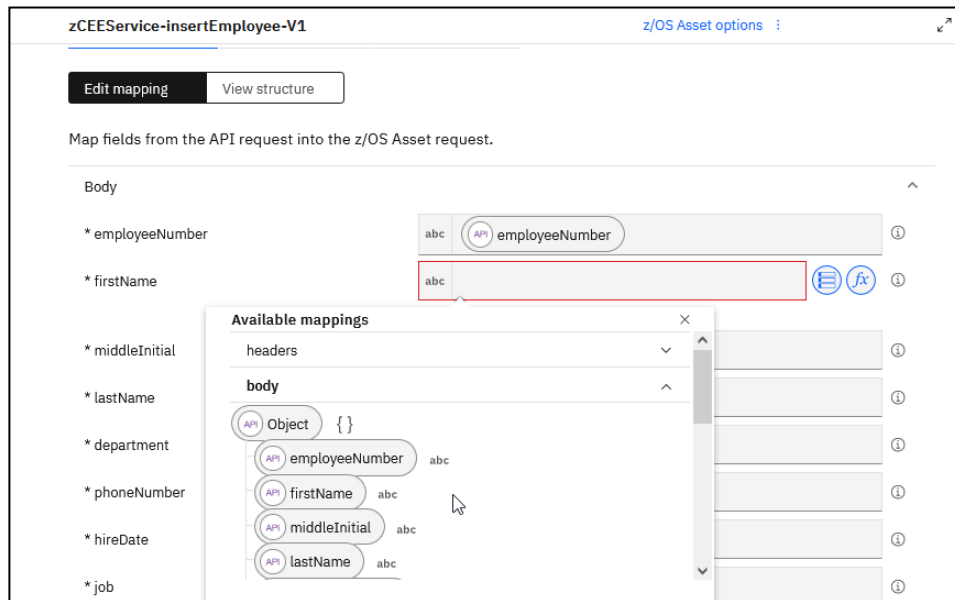 zCEEService-insertEmployee-V1
z/OS Asset options
Edit mapping
View structure
Map fields from the API request into the z/OS Asset request.
Body
* employeeNumber
abc
API employeeNumber
* firstName
abc
fx
Available mappings
headers
* middleInitial
body
* lastName
API Object { }
* department
API employeeNumber abc
* phoneNumber
API firstName abc
API middleInitial abc
* hireDate
API lastName abc
* job